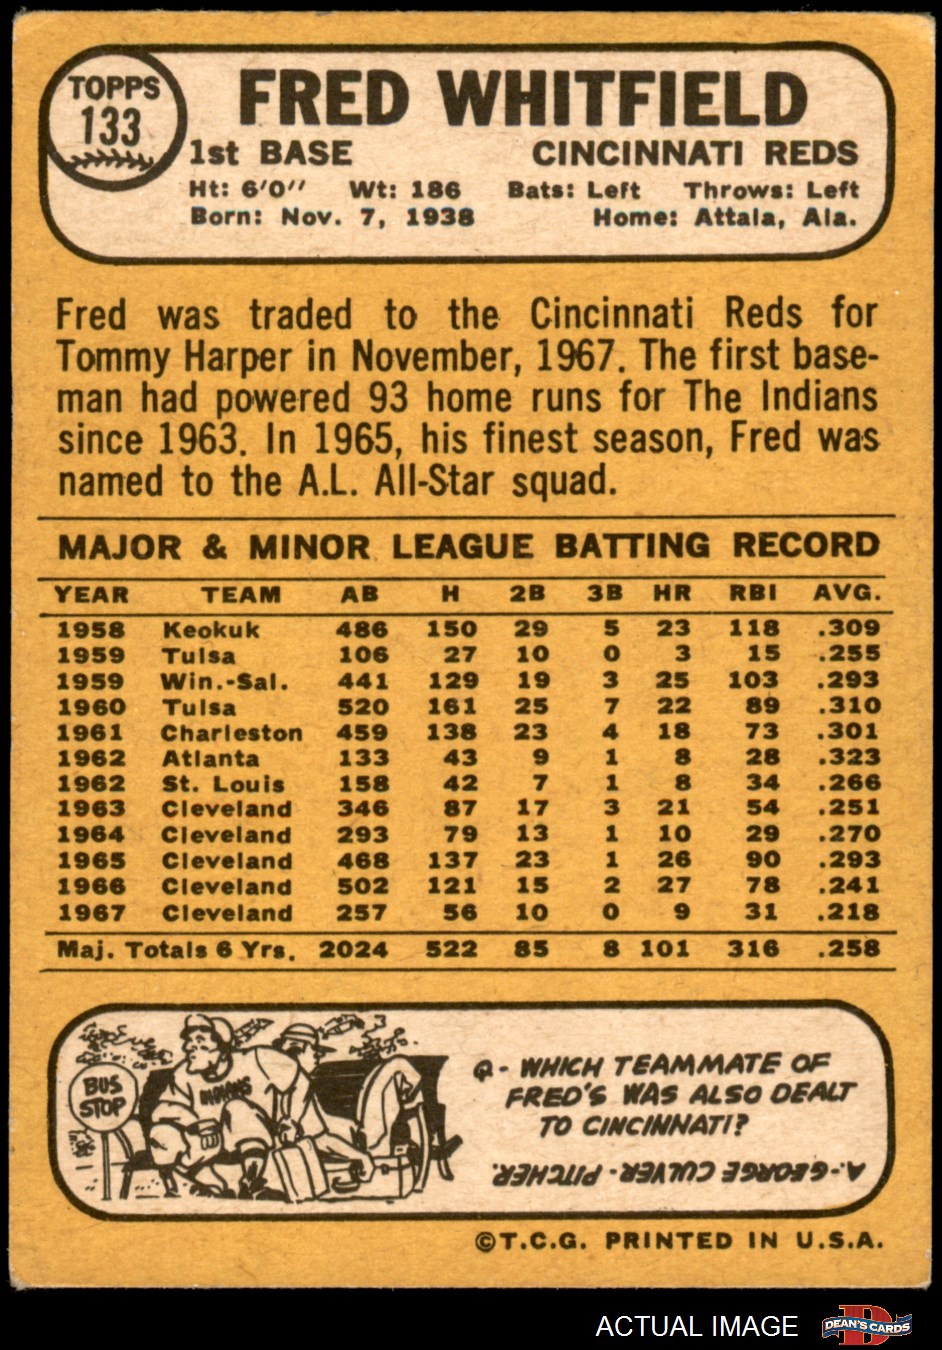 TOPPS
133
FRED WHITFIELD
1st BASE CINCINNATI REDS
Ht: 6'0'' Wt: 186 Bats: Left Throws: Left
Born: Nov. 7, 1938 Home: Attala, Ala.
Fred was traded to the Cincinnati Reds for
Tommy Harper in November, 1967. The first base-
man had powered 93 home runs for The Indians
since 1963. In 1965, his finest season, Fred was
named to the A.L. All-Star squad.
MAJOR & MINOR LEAGUE BATTING RECORD
YEAR TEAM AB H 2B 3B HR RBI AVG.
1958 Keokuk 486 150 29 5 23 118 .309
1959 Tulsa 106 27 10 0 3 15 .255
1959 Win.-Sal. 441 129 19 3 25 103 .293
1960 Tulsa 520 161 25 7 22 89 .310
1961 Charleston 459 138 23 4 18 73 .301
1962 Atlanta 133 43 9 1 8 28 .323
1962 St. Louis 158 42 7 1 8 34 .266
1963 Cleveland 346 87 17 3 21 54 .251
1964 Cleveland 293 79 13 1 10 29 .270
1965 Cleveland 468 137 23 1 26 90 .293
1966 Cleveland 502 121 15 2 27 78 .241
1967 Cleveland 257 56 10 0 9 31 .218
Maj. Totals 6 Yrs. 2024 522 85 8 101 316 .258
BUS
STOP
INDIANS
Q- WHICH TEAMMATE OF
FRED'S WAS ALSO DEALT
TO CINCINNATI?
A- GEORGE CULVER - PITCHER.
©T.C.G. PRINTED IN U.S.A.
ACTUAL IMAGE
D
DEAN'S CARDS